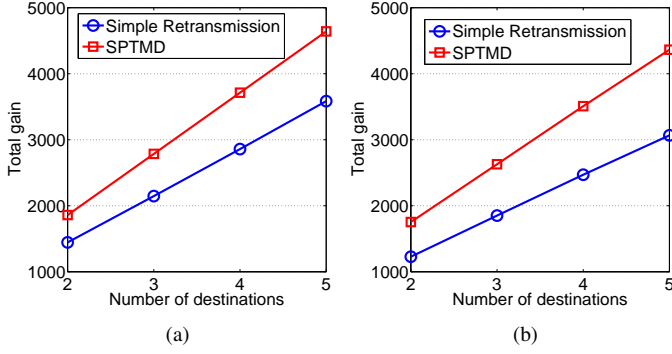 5000
4000
3000
2000
1000
Total gain
Simple Retransmission
SPTMD
2 3 4 5
Number of destinations
(a)
5000
4000
3000
2000
1000
Total gain
Simple Retransmission
SPTMD
2 3 4 5
Number of destinations
(b)